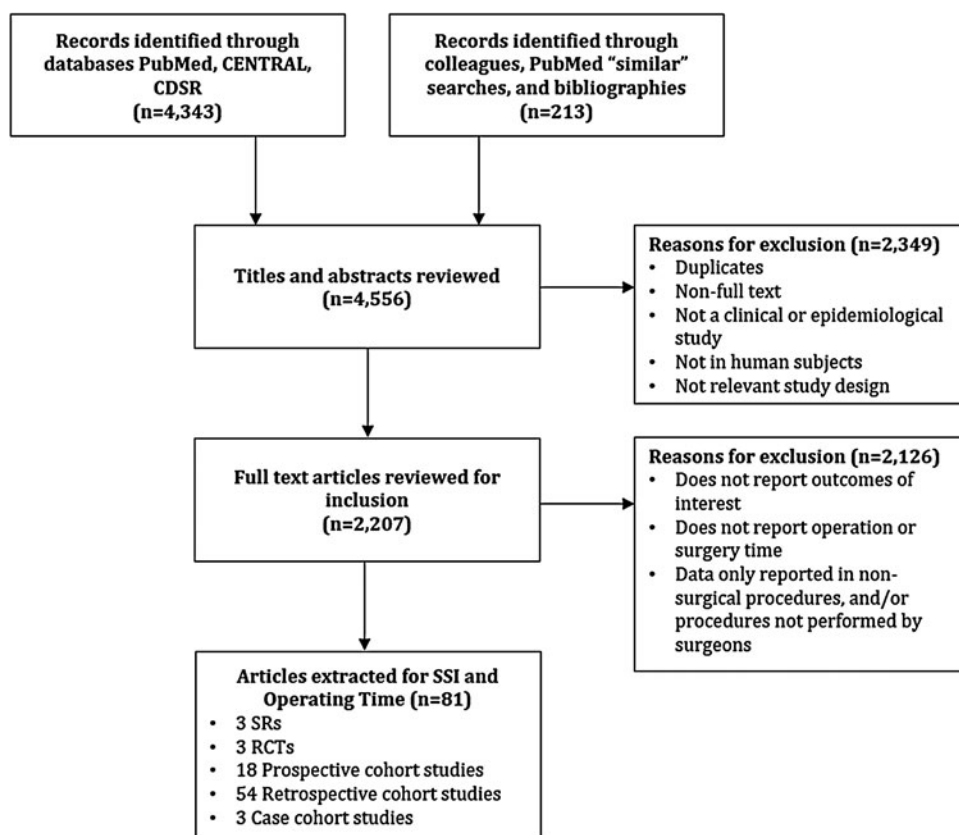 Records identified through
databases PubMed, CENTRAL,
CDSR
(n=4,343)
Records identified through
colleagues, PubMed “similar”
searches, and bibliographies
(n=213)
Titles and abstracts reviewed
(n=4,556)
Reasons for exclusion (n=2,349)
• Duplicates
• Non-full text
• Not a clinical or epidemiological
study
• Not in human subjects
• Not relevant study design
Full text articles reviewed for
inclusion
(n=2,207)
Reasons for exclusion (n=2,126)
• Does not report outcomes of
interest
• Does not report operation or
surgery time
• Data only reported in non-
surgical procedures, and/or
procedures not performed by
surgeons
Articles extracted for SSI and
Operating Time (n=81)
• 3 SRs
• 3 RCTs
• 18 Prospective cohort studies
• 54 Retrospective cohort studies
• 3 Case cohort studies